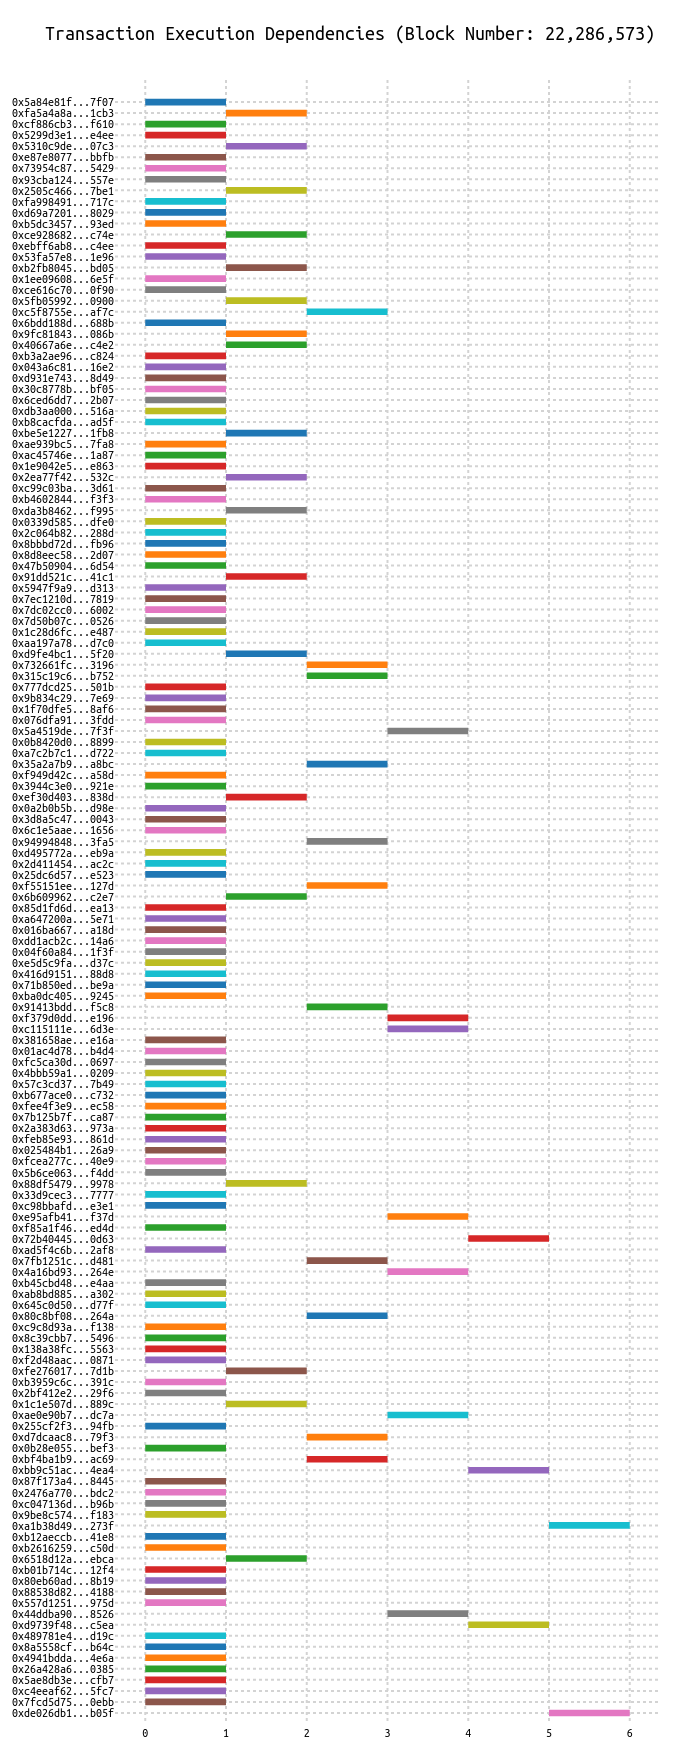 Transaction Execution Dependencies (Block Number: 22,286,573)
0x5a84e81f...7f07
0xfa5a4a8a...1cb3
0xcf886cb3...f610
0x5299d3e1...e4ee
0x5310c9de...07c3
0xe87e8077...bbfb
0x73954c87...5429
0x93cba124...557e
0x2505c466...7be1
0xfa998491...717c
0xd69a7201...8029
0xb5dc3457...93ed
0xce928682...c74e
0xebff6ab8...c4ee
0x53fa57e8...1e96
0xb2fb8045...bd05
0x1ee09608...6e5f
0xce616c70...0f90
0x5fb05992...0900
0xc5f8755e...af7c
0x6bdd188d...688b
0x9fc81843...086b
0x40667a6e...c4e2
0xb3a2ae96...c824
0x043a6c81...16e2
0xd931e743...8d49
0x30c8778b...bf05
0x6ced6dd7...2b07
0xdb3aa000...516a
0xb8cacfda...ad5f
0xbe5e1227...1fb8
0xae939bc5...7fa8
0xac45746e...1a87
0x1e9042e5...e863
0x2ea77f42...532c
0xc99c03ba...3d61
0xb4602844...f3f3
0xda3b8462...f995
0x0339d585...dfe0
0x2c064b82...288d
0x8bbbd72d...fb96
0x8d8eec58...2d07
0x47b50904...6d54
0x91dd521c...41c1
0x5947f9a9...d313
0x7ec1210d...7819
0x7dc02cc0...6002
0x7d50b07c...0526
0x1c28d6fc...e487
0xaa197a78...d7c0
0xd9fe4bc1...5f20
0x732661fc...3196
0x315c19c6...b752
0x777dcd25...501b
0x9b834c29...7e69
0x1f70dfe5...8af6
0x076dfa91...3fdd
0x5a4519de...7f3f
0x0b8420d0...8899
0xa7c2b7c1...d722
0x35a2a7b9...a8bc
0xf949d42c...a58d
0x3944c3e0...921e
0xef30d403...838d
0x0a2b0b5b...d98e
0x3d8a5c47...0043
0x6c1e5aae...1656
0x94994848...3fa5
0xd495772a...eb9a
0x2d411454...ac2c
0x25dc6d57...e523
0xf55151ee...127d
0x6b609962...c2e7
0x85d1fd6d...ea13
0xa647200a...5e71
0x016ba667...a18d
0xdd1acb2c...14a6
0x04f60a84...1f3f
0xe5d5c9fa...d37c
0x416d9151...88d8
0x71b850ed...be9a
0xba0dc405...9245
0x91413bdd...f5c8
0xf379d0dd...e196
0xc115111e...6d3e
0x381658ae...e16a
0x01ac4d78...b4d4
0xfc5ca30d...0697
0x4bbb59a1...0209
0x57c3cd37...7b49
0xb677ace0...c732
0xfee4f3e9...ec58
0x7b125b7f...ca87
0x2a383d63...973a
0xfeb85e93...861d
0x025484b1...26a9
0xfcea277c...40e9
0x5b6ce063...f4dd
0x88df5479...9978
0x33d9cec3...7777
0xc98bbafd...e3e1
0xe95afb41...f37d
0xf85a1f46...ed4d
0x72b40445...0d63
0xad5f4c6b...2af8
0x7fb1251c...d481
0x4a16bd93...264e
0xb45cbd48...e4aa
0xab8bd885...a302
0x645c0d50...d77f
0x80c8bf08...264a
0xc9c8d93a...f138
0x8c39cbb7...5496
0x138a38fc...5563
0xf2d48aac...0871
0xfe276017...7d1b
0xb3959c6c...391c
0x2bf412e2...29f6
0x1c1e507d...889c
0xae0e90b7...dc7a
0x255cf2f3...94fb
0xd7dcaac8...79f3
0x0b28e055...bef3
0xbf4ba1b9...ac69
0xbb9c51ac...4ea4
0x87f173a4...8445
0x2476a770...bdc2
0xc047136d...b96b
0x9be8c574...f183
0xa1b38d49...273f
0xb12aeccb...41e8
0xb2616259...c50d
0x6518d12a...ebca
0xb01b714c...12f4
0x80eb60ad...8b19
0x88538d82...4188
0x557d1251...975d
0x44ddba90...8526
0xd9739f48...c5ea
0x489781e4...d19c
0x8a5558cf...b64c
0x4941bdda...4e6a
0x26a428a6...0385
0x5ae8db3e...cfb7
0xc4eeaf62...5fc7
0x7fcd5d75...0ebb
0xde026db1...b05f
0 1 2 3 4 5 6